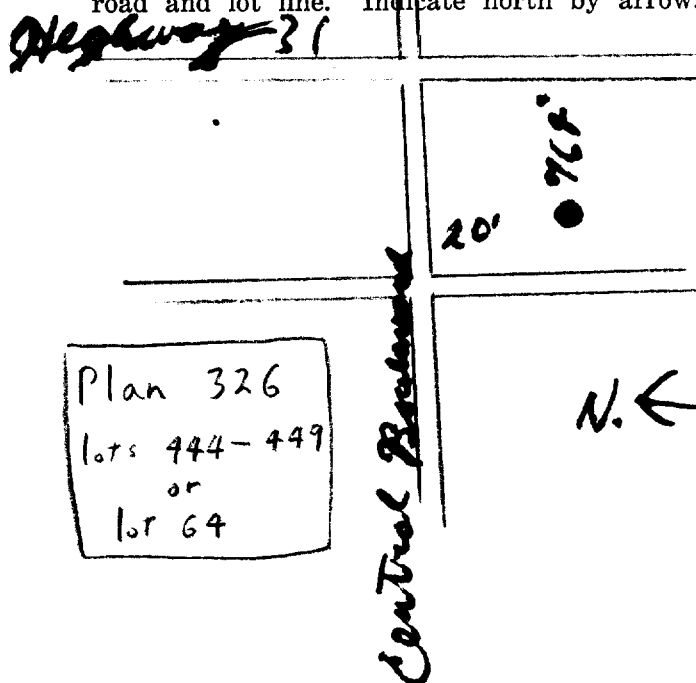 road and lot line. Indicate north by arrow.
Highway 31
768'
20'
Central Boulevard
Plan 326
lots 444-449
or
lot 64
N.